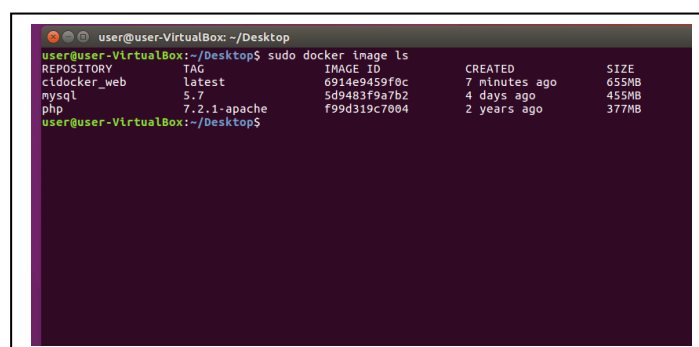 user@user-VirtualBox: ~/Desktop
user@user-VirtualBox:~/Desktop$ sudo docker image ls
REPOSITORY TAG IMAGE ID CREATED SIZE
cidocker_web latest 6914e9459f0c 7 minutes ago 655MB
mysql 5.7 5d9483f9a7b2 4 days ago 455MB
php 7.2.1-apache f99d319c7004 2 years ago 377MB
user@user-VirtualBox:~/Desktop$